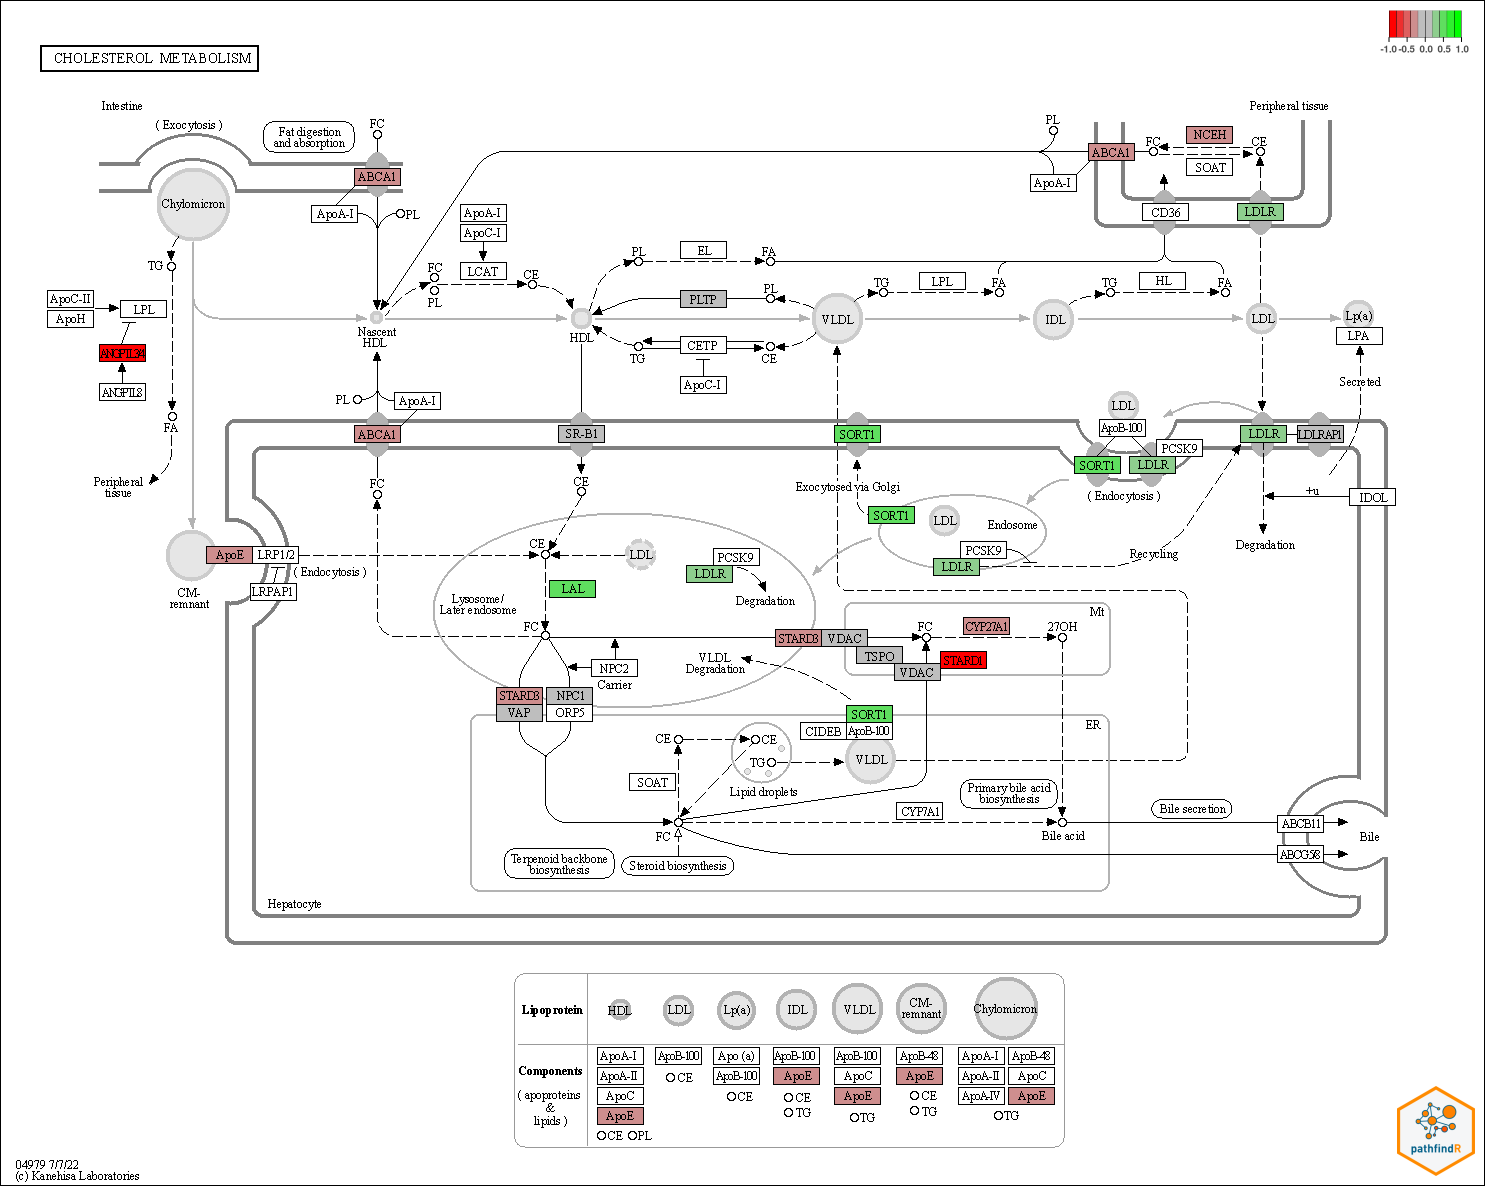 -1.0 -0.5 0.0 0.5 1.0
CHOLESTEROL METABOLISM
Intestine
( Exocytosis )
Fat digestion
and absorption
FC
ABCA1
ApoA-I
PL
Chylomicron
TG
ApoC-II
ApoH
LPL
ANGPTL8
FA
Peripheral
tissue
CM-
remnant
ApoE
LRP1/2
( Endocytosis )
LRPAP1
ApoA-I
ApoC-I
LCAT
FC
PL
CE
Nascent
HDL
PL
ApoA-I
ABCA1
FC
HDL
PL
EL
FA
PLTP
PL
CETP
TG
CE
ApoC-I
SR-B1
CE
VLDL
TG
LPL
FA
IDL
TG
HL
FA
LDL
Lp(a)
LPA
Secreted
Peripheral tissue
PL
ABCA1
ApoA-I
FC
NCEH
CE
SOAT
CD36
LDLR
SORT1
LDL
ApoB-100
PCSK9
SORT1
LDLR
( Endocytosis )
LDLR
LDLRAP1
+u
IDOL
Degradation
Exocytosed via Golgi
SORT1
LDL
Endosome
PCSK9
LDLR
Recycling
CE
LDL
LAL
PCSK9
LDLR
Degradation
Lysosome/
Later endosome
FC
NPC2
Carrier
STARD3
VDAC
TSPO
VDAC
STARD1
FC
CYP27A1
27OH
Mt
VLDL
Degradation
STARD3
NPC1
VAP
ORP5
SORT1
CIDEB
ApoB-100
VLDL
ER
CE
CE
TG
Lipid droplets
SOAT
FC
CYP7A1
Primary bile acid
biosynthesis
Bile acid
Bile secretion
ABCB11
ABCG5/8
Bile
Terpenoid backbone
biosynthesis
Steroid biosynthesis
Hepatocyte
Lipoprotein
HDL
LDL
Lp(a)
IDL
VLDL
CM-
remnant
Chylomicron
Components
( apoproteins
&
lipids )
ApoA-I
ApoA-II
ApoC
ApoE
CE PL
ApoB-100
CE
Apo (a)
ApoB-100
CE
ApoB-100
ApoE
CE
TG
ApoB-100
ApoC
ApoE
TG
ApoB-48
ApoE
CE
TG
ApoA-I ApoB-48
ApoA-II ApoC
ApoA-IV ApoE
TG
04979 7/7/22
(c) Kanehisa Laboratories
pathfindR